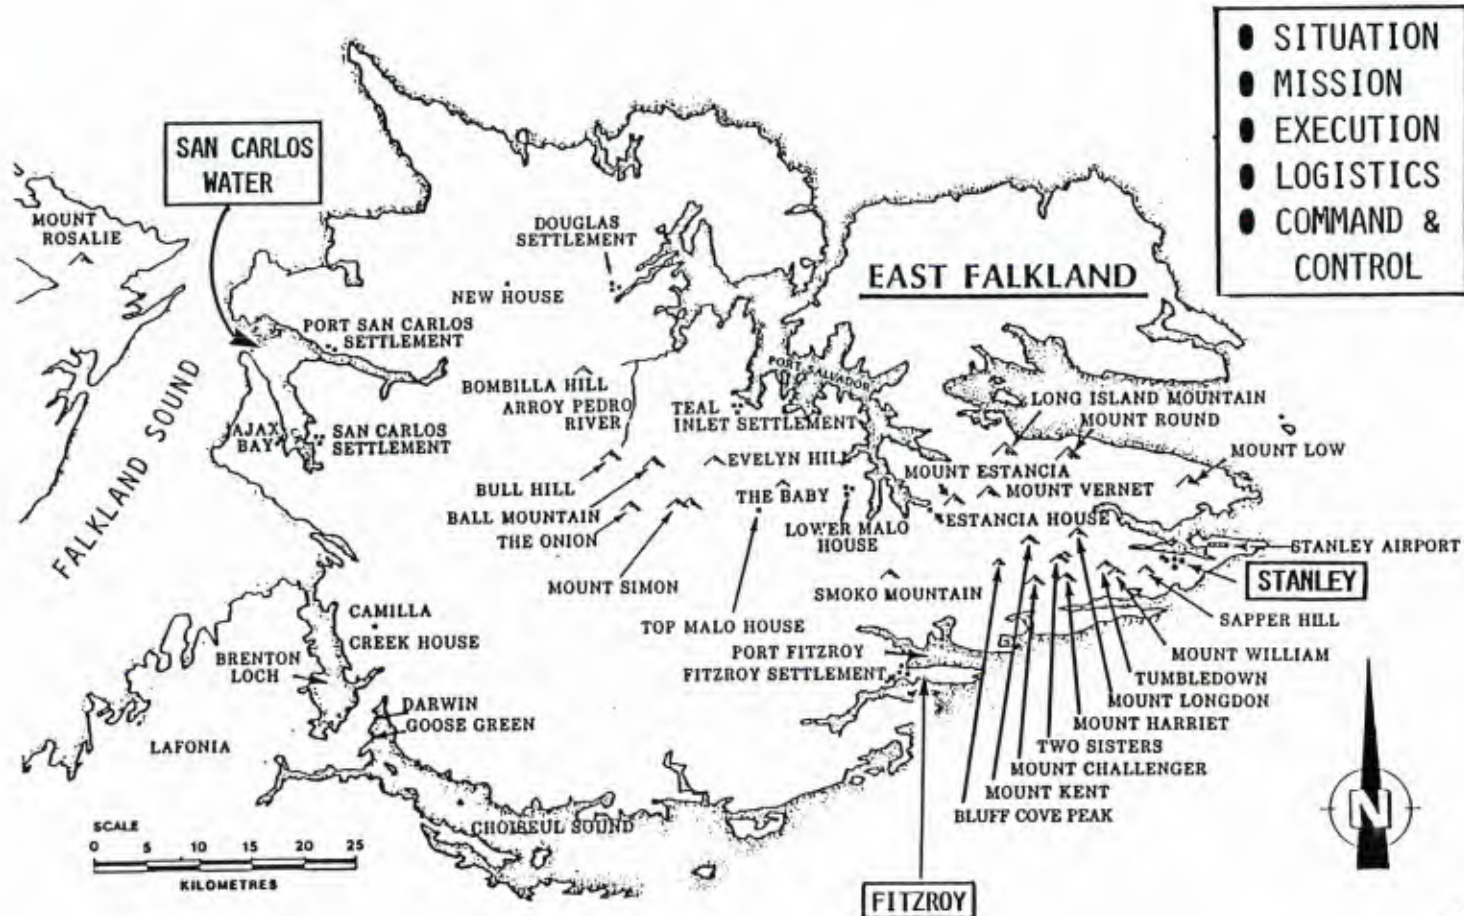 ● SITUATION
● MISSION
● EXECUTION
● LOGISTICS
● COMMAND &
CONTROL
SAN CARLOS
WATER
MOUNT
ROSALIE
DOUGLAS
SETTLEMENT
EAST FALKLAND
NEW HOUSE
PORT SAN CARLOS
SETTLEMENT
FALKLAND SOUND
BOMBILLA HILL
ARROY PEDRO
RIVER
PORT SALVADOR
TEAL
INLET SETTLEMENT
LONG ISLAND MOUNTAIN
MOUNT ROUND
AJAX
BAY
SAN CARLOS
SETTLEMENT
MOUNT LOW
EVELYN HILL
MOUNT ESTANCIA
BULL HILL
THE BABY
MOUNT VERNET
BALL MOUNTAIN
THE ONION
LOWER MALO
HOUSE
ESTANCIA HOUSE
STANLEY AIRPORT
MOUNT SIMON
SMOKO MOUNTAIN
STANLEY
CAMILLA
CREEK HOUSE
TOP MALO HOUSE
SAPPER HILL
BRENTON
LOCH
PORT FITZROY
FITZROY SETTLEMENT
MOUNT WILLIAM
TUMBLEDOWN
MOUNT LONGDON
DARWIN
GOOSE GREEN
MOUNT HARRIET
LAFONIA
TWO SISTERS
MOUNT CHALLENGER
MOUNT KENT
BLUFF COVE PEAK
CHOISEUL SOUND
SCALE
0 5 10 15 20 25
KILOMETRES
FITZROY
N